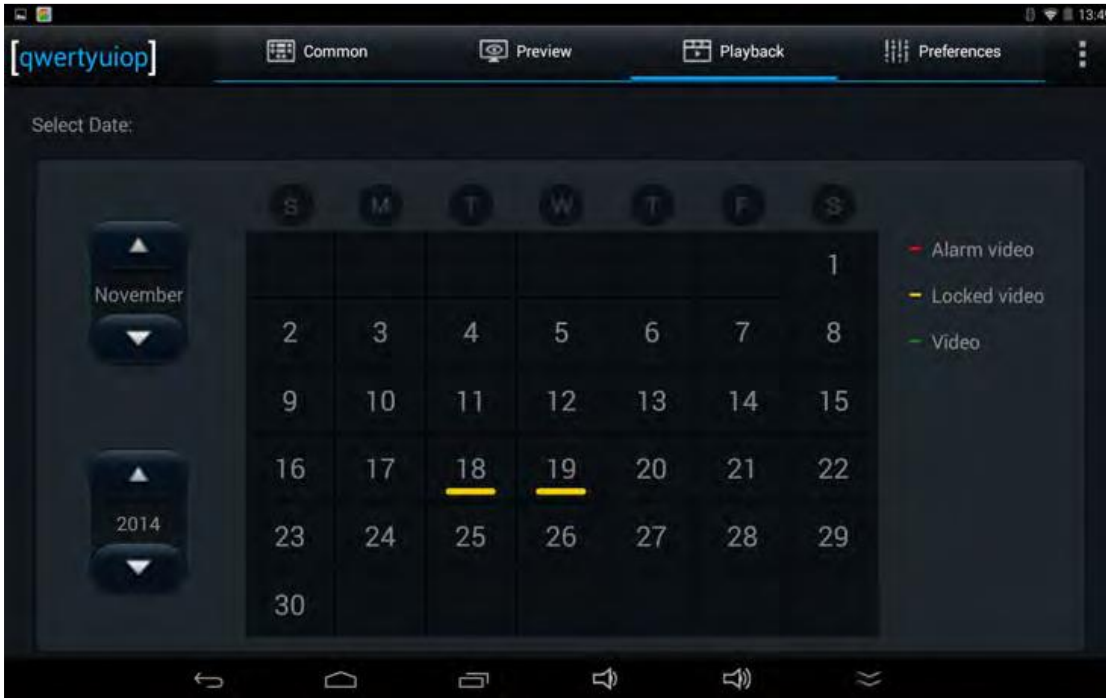 13:49
[qwertyuiop]
Common
Preview
Playback
Preferences
Select Date:
S M T W T F S
1
2 3 4 5 6 7 8
9 10 11 12 13 14 15
16 17 18 19 20 21 22
23 24 25 26 27 28 29
30
November
2014
Alarm video
Locked video
Video